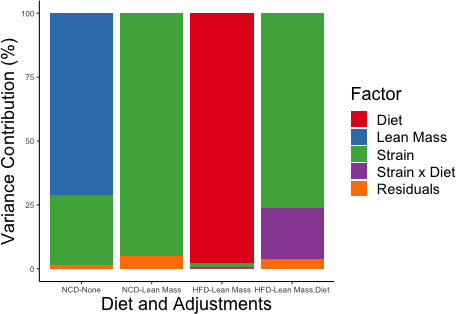 Variance Contribution (%)
100
75
50
25
0
NCD-None
NCD-Lean Mass
HFD-Lean Mass
HFD-Lean Mass,Diet
Diet and Adjustments
Factor
Diet
Lean Mass
Strain
Strain x Diet
Residuals